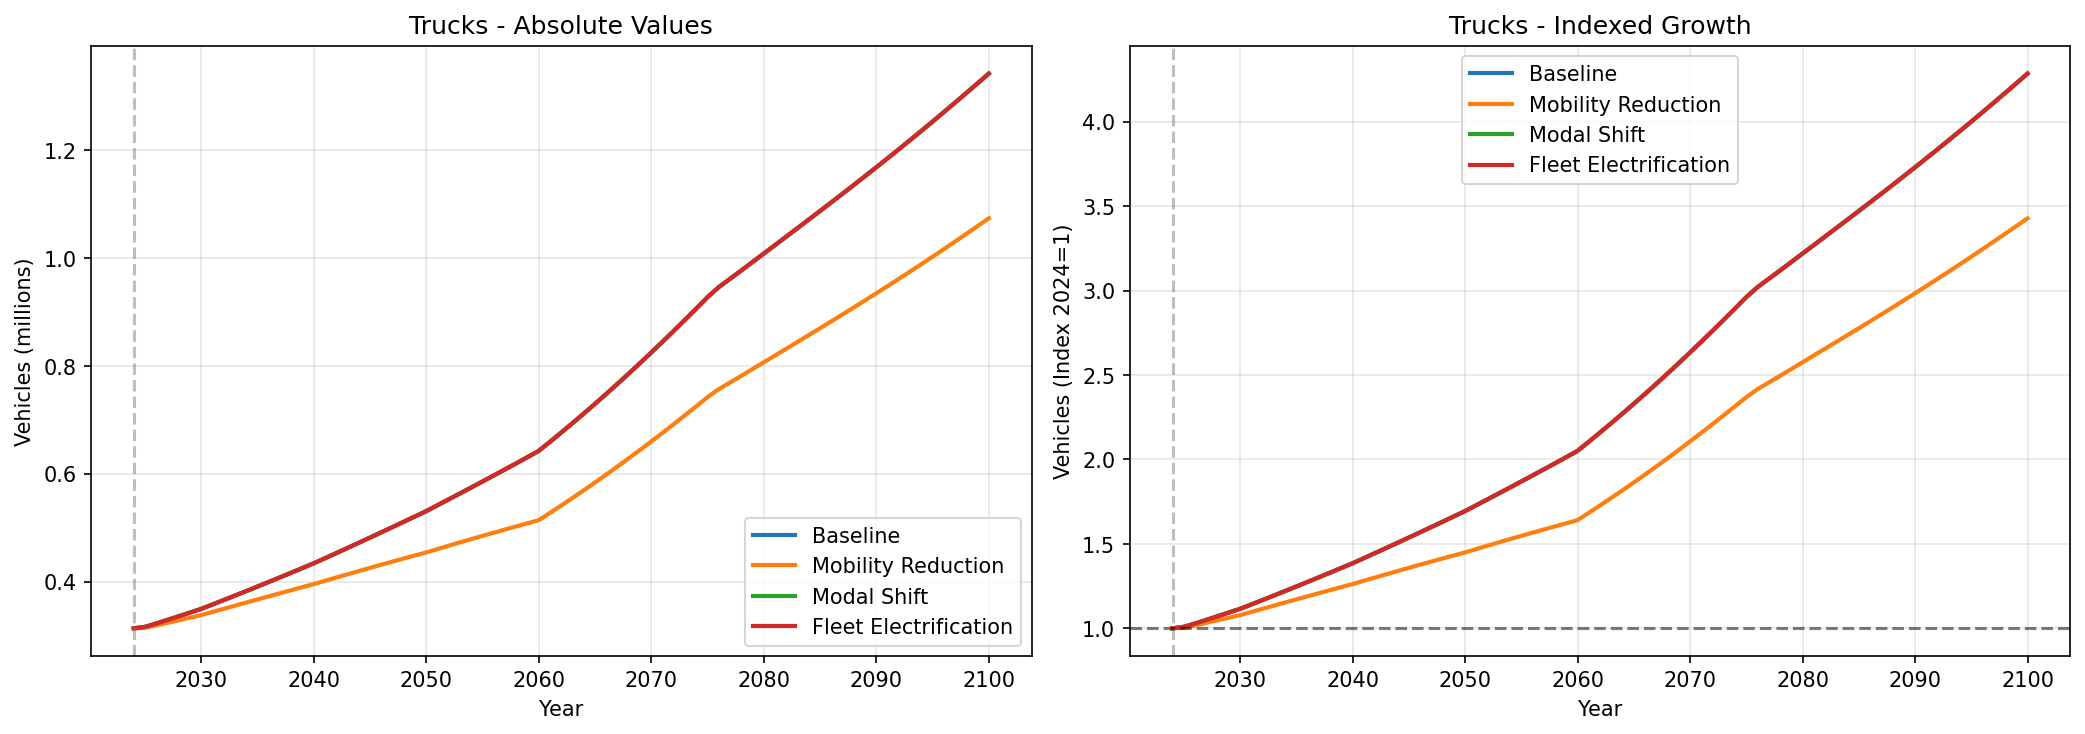 Trucks - Absolute Values
Vehicles (millions)
1.2
1.0
0.8
0.6
0.4
Baseline
Mobility Reduction
Modal Shift
Fleet Electrification
2030 2040 2050 2060 2070 2080 2090 2100
Year
Trucks - Indexed Growth
Vehicles (Index 2024=1)
4.0
3.5
3.0
2.5
2.0
1.5
1.0
Baseline
Mobility Reduction
Modal Shift
Fleet Electrification
2030 2040 2050 2060 2070 2080 2090 2100
Year